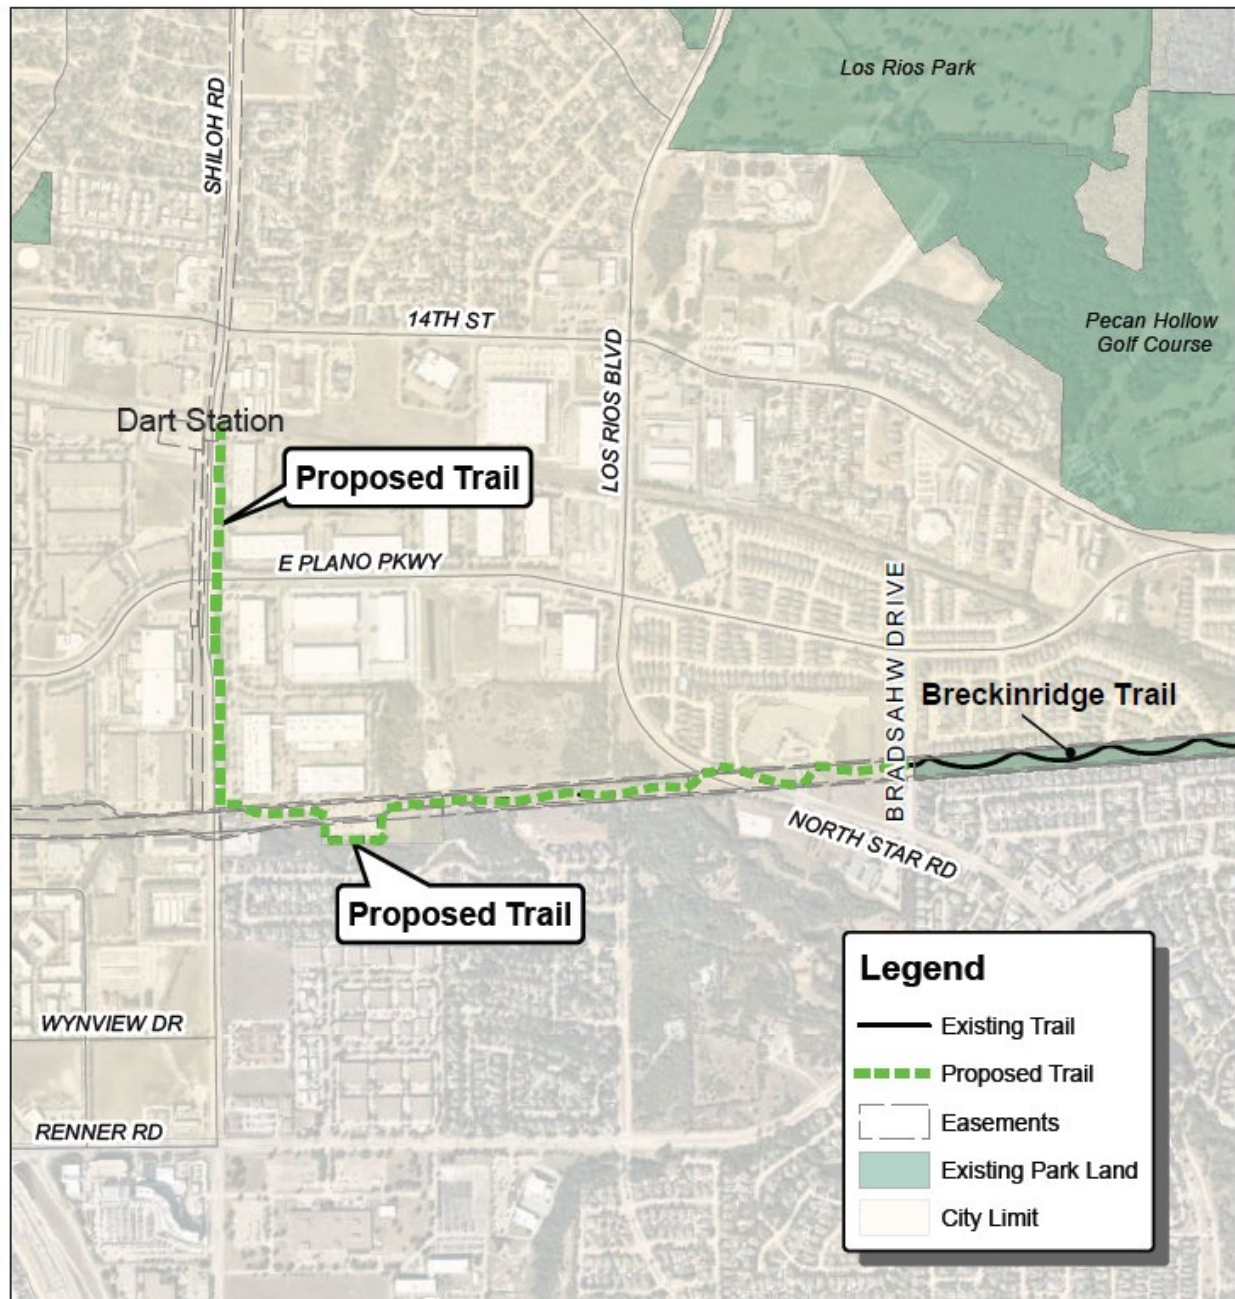 Los Rios Park
SHILOH RD
14TH ST
Pecan Hollow
Golf Course
LOS RIOS BLVD
Dart Station
Proposed Trail
E PLANO PKWY
BRADSAHW DRIVE
Breckinridge Trail
NORTH STAR RD
Proposed Trail
WYNVIEW DR
RENNER RD
Legend
Existing Trail
Proposed Trail
Easements
Existing Park Land
City Limit